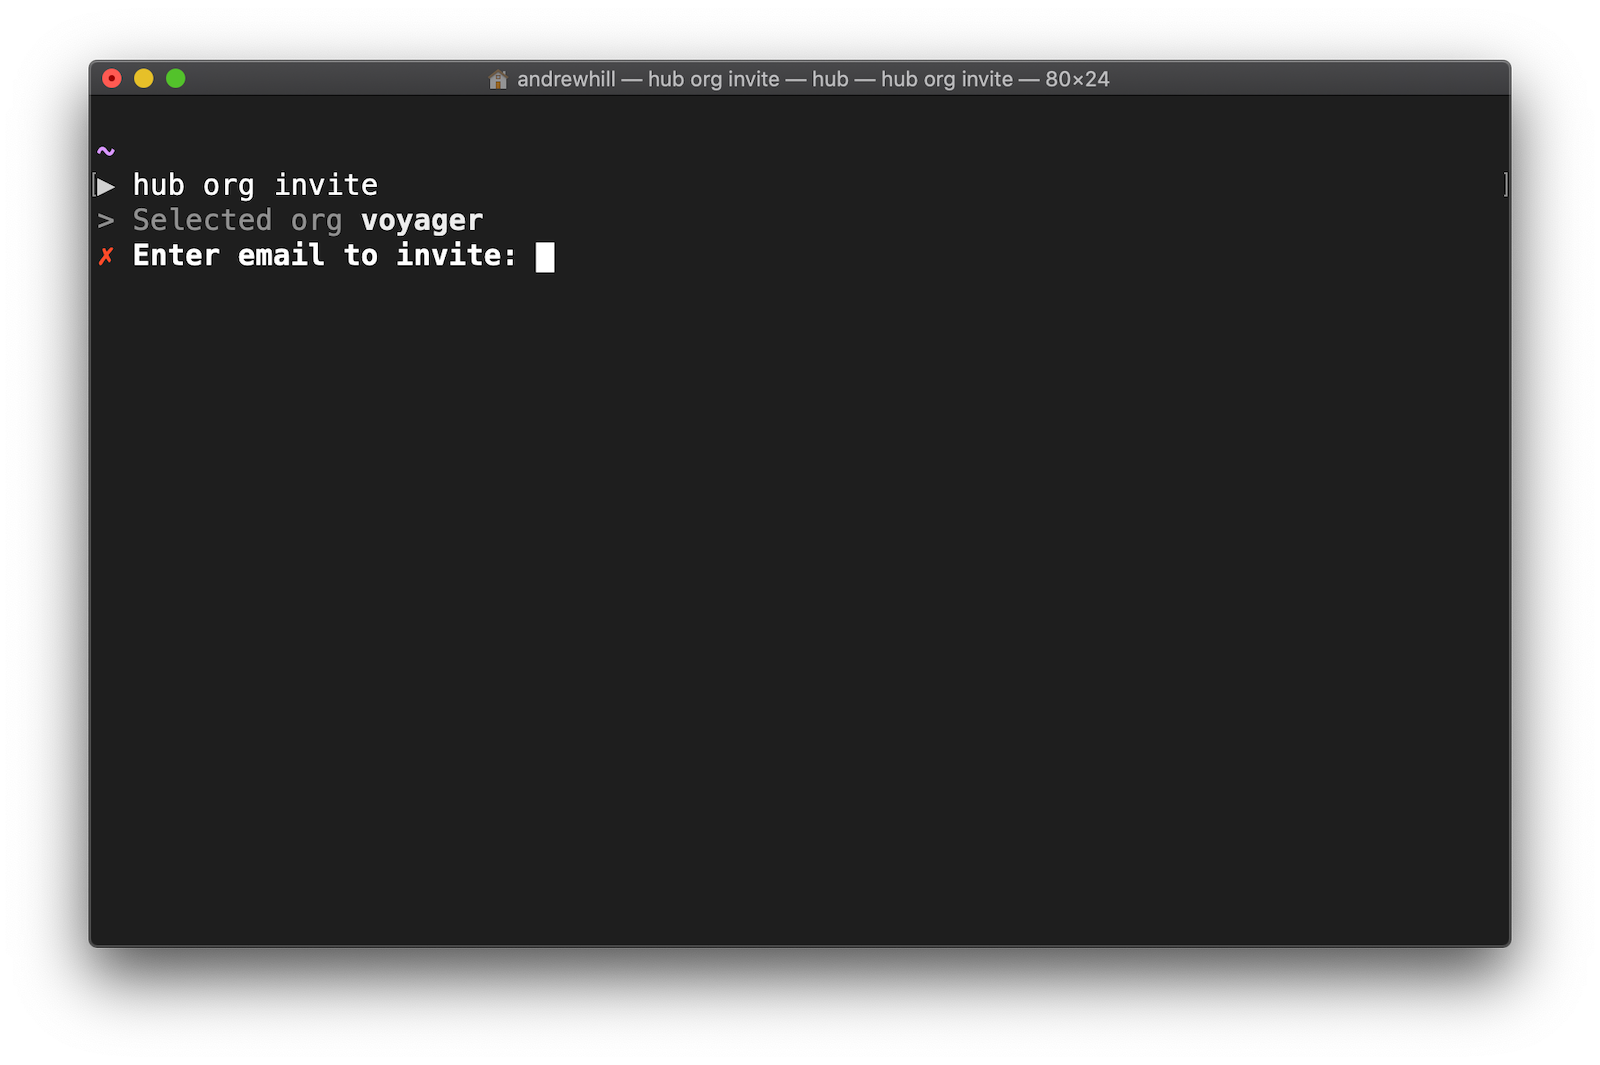 andrewhill — hub org invite — hub — hub org invite — 80×24
~
▶ hub org invite
> Selected org voyager
✗ Enter email to invite: